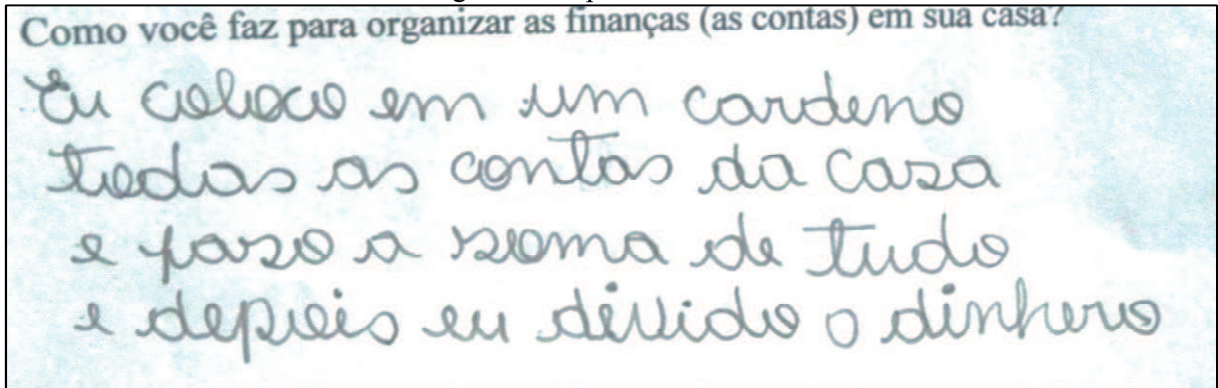 Como você faz para organizar as finanças (as contas) em sua casa?
Eu coloco em um cardeno
todas as contas da casa
e faso a soma de tudo
e depois eu divido o dinhero